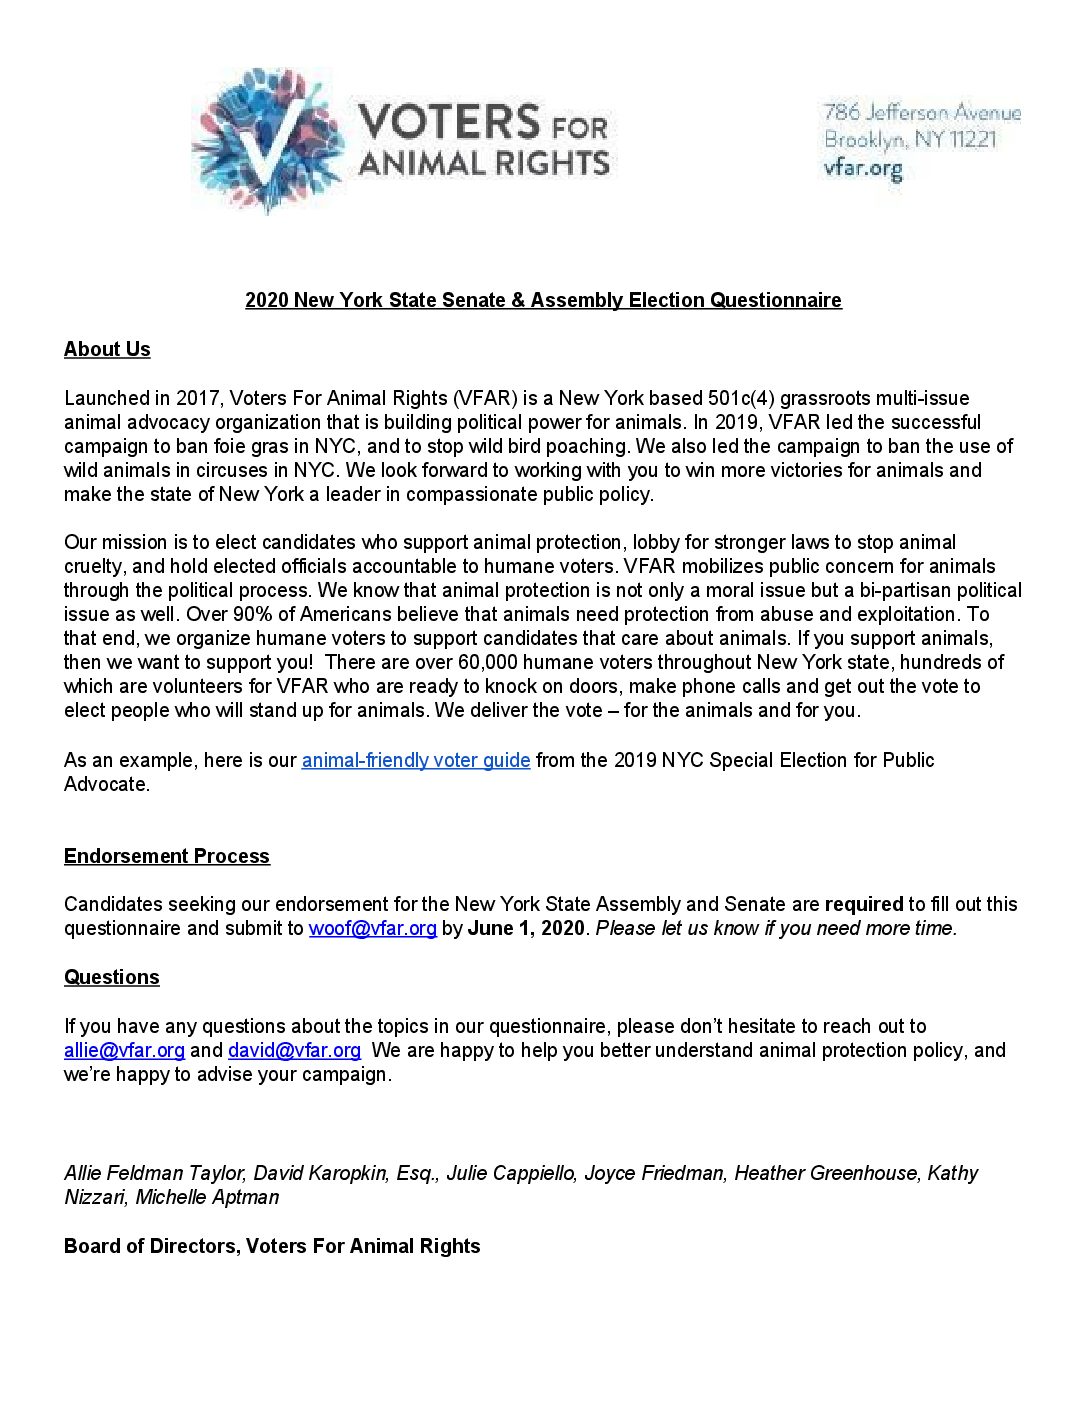 VOTERS FOR
ANIMAL RIGHTS
786 Jefferson Avenue
Brooklyn, NY 11221
vfar.org
2020 New York State Senate & Assembly Election Questionnaire
About Us
Launched in 2017, Voters For Animal Rights (VFAR) is a New York based 501c(4) grassroots multi-issue
animal advocacy organization that is building political power for animals. In 2019, VFAR led the successful
campaign to ban foie gras in NYC, and to stop wild bird poaching. We also led the campaign to ban the use of
wild animals in circuses in NYC. We look forward to working with you to win more victories for animals and
make the state of New York a leader in compassionate public policy.
Our mission is to elect candidates who support animal protection, lobby for stronger laws to stop animal
cruelty, and hold elected officials accountable to humane voters. VFAR mobilizes public concern for animals
through the political process. We know that animal protection is not only a moral issue but a bi-partisan political
issue as well. Over 90% of Americans believe that animals need protection from abuse and exploitation. To
that end, we organize humane voters to support candidates that care about animals. If you support animals,
then we want to support you!  There are over 60,000 humane voters throughout New York state, hundreds of
which are volunteers for VFAR who are ready to knock on doors, make phone calls and get out the vote to
elect people who will stand up for animals. We deliver the vote – for the animals and for you.
As an example, here is our animal-friendly voter guide from the 2019 NYC Special Election for Public
Advocate.
Endorsement Process
Candidates seeking our endorsement for the New York State Assembly and Senate are required to fill out this
questionnaire and submit to woof@vfar.org by June 1, 2020. Please let us know if you need more time.
Questions
If you have any questions about the topics in our questionnaire, please don't hesitate to reach out to
allie@vfar.org and david@vfar.org  We are happy to help you better understand animal protection policy, and
we're happy to advise your campaign.
Allie Feldman Taylor, David Karopkin, Esq., Julie Cappiello, Joyce Friedman, Heather Greenhouse, Kathy
Nizzari, Michelle Aptman
Board of Directors, Voters For Animal Rights